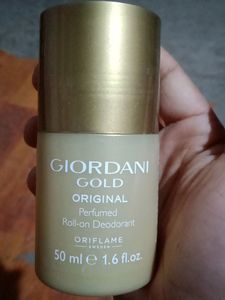 GIORDANI
GOLD
ORIGINAL
Perfumed
Roll-on Deodorant
ORIFLAME
SWEDEN
50 ml ℮ 1.6 fl.oz.